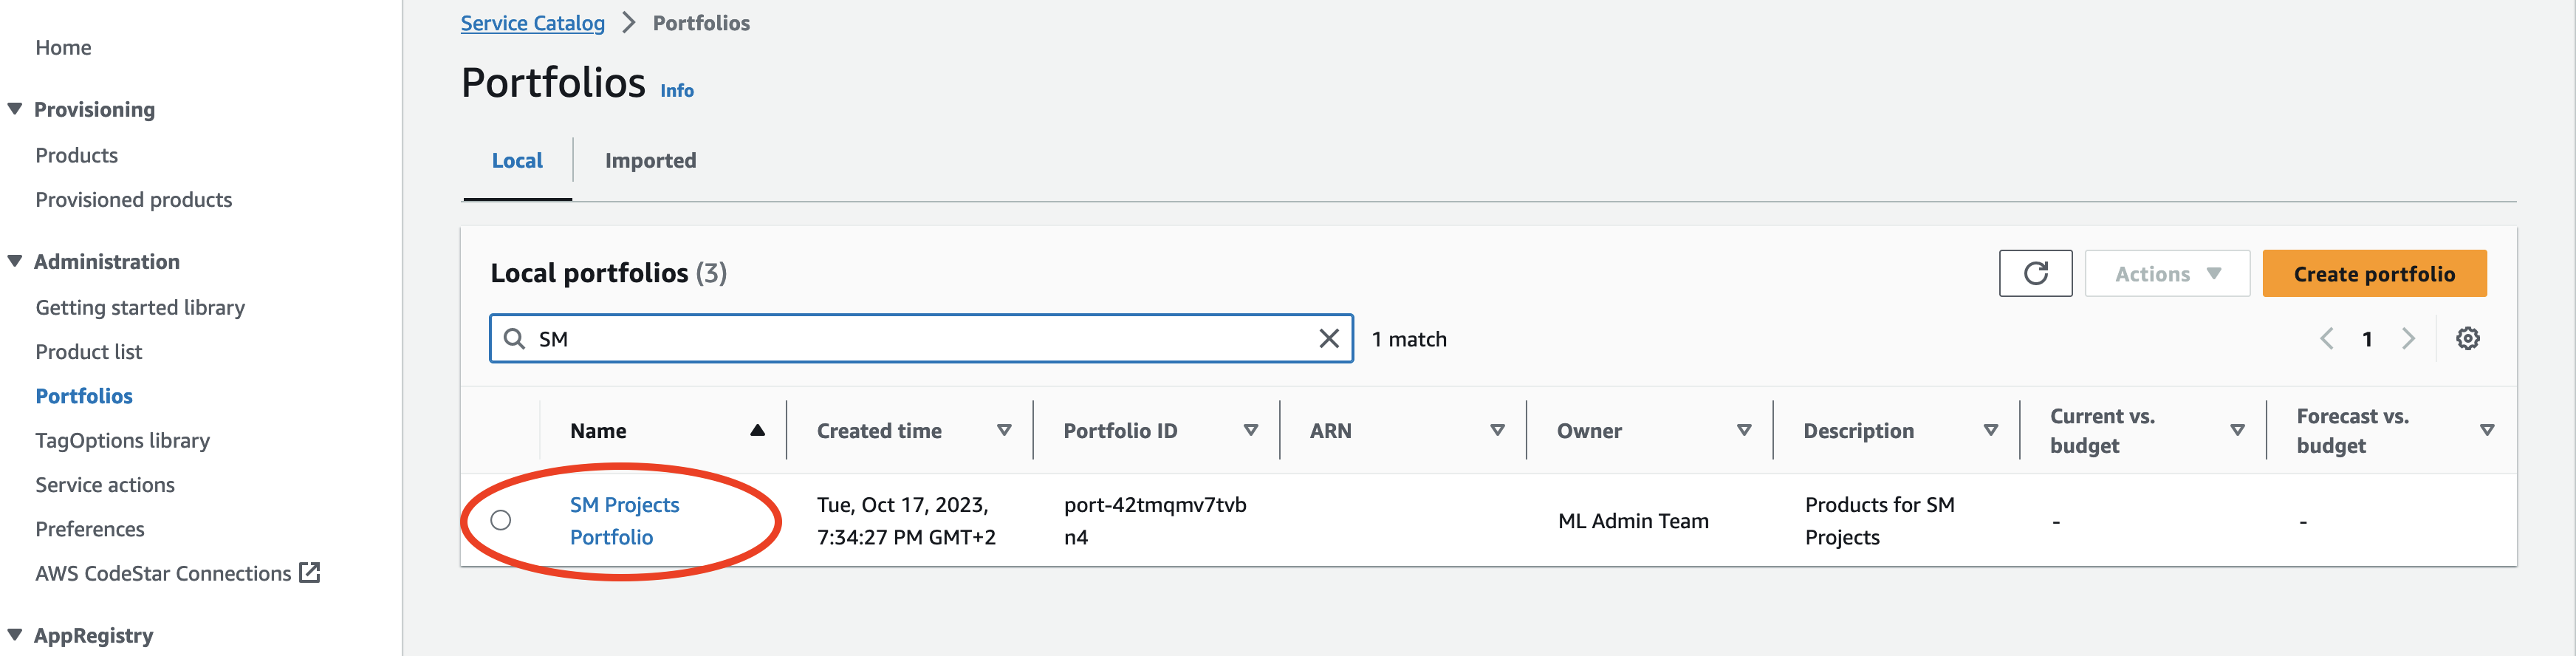 Home
Provisioning
Products
Provisioned products
Administration
Getting started library
Product list
Portfolios
TagOptions library
Service actions
Preferences
AWS CodeStar Connections
AppRegistry
Service Catalog > Portfolios
Portfolios Info
Local Imported
Local portfolios (3)
Actions Create portfolio
SM 1 match
1
Name Created time Portfolio ID ARN Owner Description Current vs. budget Forecast vs. budget
SM Projects Portfolio
Tue, Oct 17, 2023,
7:34:27 PM GMT+2
port-42tmqmv7tvb
n4
ML Admin Team
Products for SM
Projects
-
-